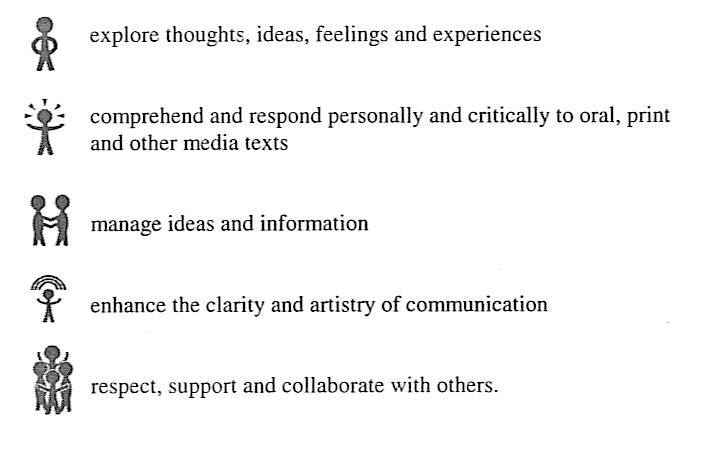 explore thoughts, ideas, feelings and experiences
comprehend and respond personally and critically to oral, print
and other media texts
manage ideas and information
enhance the clarity and artistry of communication
respect, support and collaborate with others.